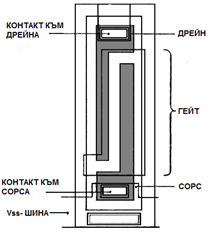 КОНТАКТ КЪМ
ДРЕЙНА
ДРЕЙН
ГЕЙТ
КОНТАКТ КЪМ
СОРСА
СОРС
Vss- ШИНА